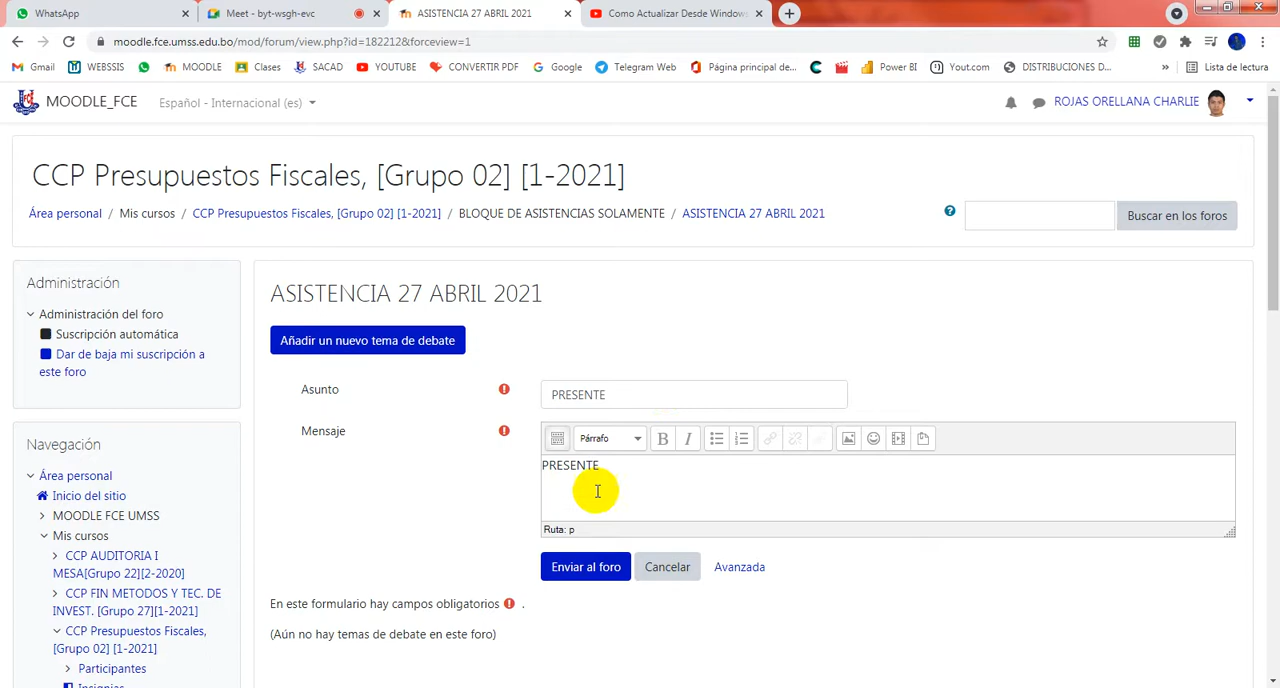 WhatsApp
Meet - byt-wsgh-evc
ASISTENCIA 27 ABRIL 2021
Como Actualizar Desde Windows
moodle.fce.umss.edu.bo/mod/forum/view.php?id=182212&forceview=1
Gmail
WEBSSIS
MOODLE
Clases
SACAD
YOUTUBE
CONVERTIR PDF
Google
Telegram Web
Página principal de...
Power BI
Yout.com
DISTRIBUCIONES D...
»
Lista de lectura
MOODLE_FCE
Español - Internacional (es)
ROJAS ORELLANA CHARLIE
CCP Presupuestos Fiscales, [Grupo 02] [1-2021]
Área personal / Mis cursos / CCP Presupuestos Fiscales, [Grupo 02] [1-2021] / BLOQUE DE ASISTENCIAS SOLAMENTE / ASISTENCIA 27 ABRIL 2021
Buscar en los foros
Administración
Administración del foro
Suscripción automática
Dar de baja mi suscripción a
este foro
Navegación
Área personal
Inicio del sitio
MOODLE FCE UMSS
Mis cursos
CCP AUDITORIA I
MESA[Grupo 22][2-2020]
CCP FIN METODOS Y TEC. DE
INVEST. [Grupo 27][1-2021]
CCP Presupuestos Fiscales,
[Grupo 02] [1-2021]
Participantes
Insignias
ASISTENCIA 27 ABRIL 2021
Añadir un nuevo tema de debate
Asunto
PRESENTE
Mensaje
Párrafo
B I
PRESENTE
Ruta: p
Enviar al foro
Cancelar
Avanzada
En este formulario hay campos obligatorios .
(Aún no hay temas de debate en este foro)